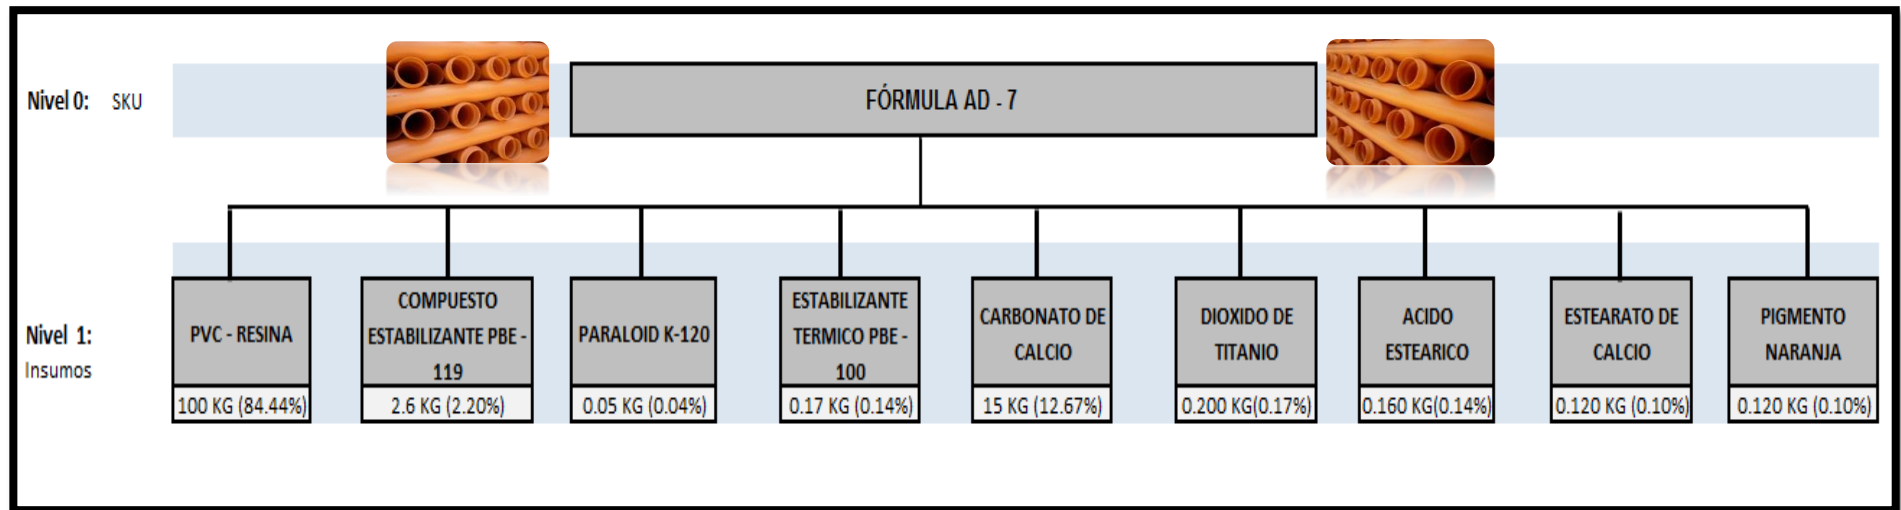 Nivel 0: SKU
FÓRMULA AD - 7
Nivel 1:
Insumos
PVC - RESINA
100 KG (84.44%)
COMPUESTO
ESTABILIZANTE PBE -
119
2.6 KG (2.20%)
PARALOID K-120
0.05 KG (0.04%)
ESTABILIZANTE
TERMICO PBE -
100
0.17 KG (0.14%)
CARBONATO DE
CALCIO
15 KG (12.67%)
DIOXIDO DE
TITANIO
0.200 KG(0.17%)
ACIDO
ESTEARICO
0.160 KG(0.14%)
ESTEARATO DE
CALCIO
0.120 KG (0.10%)
PIGMENTO
NARANJA
0.120 KG (0.10%)